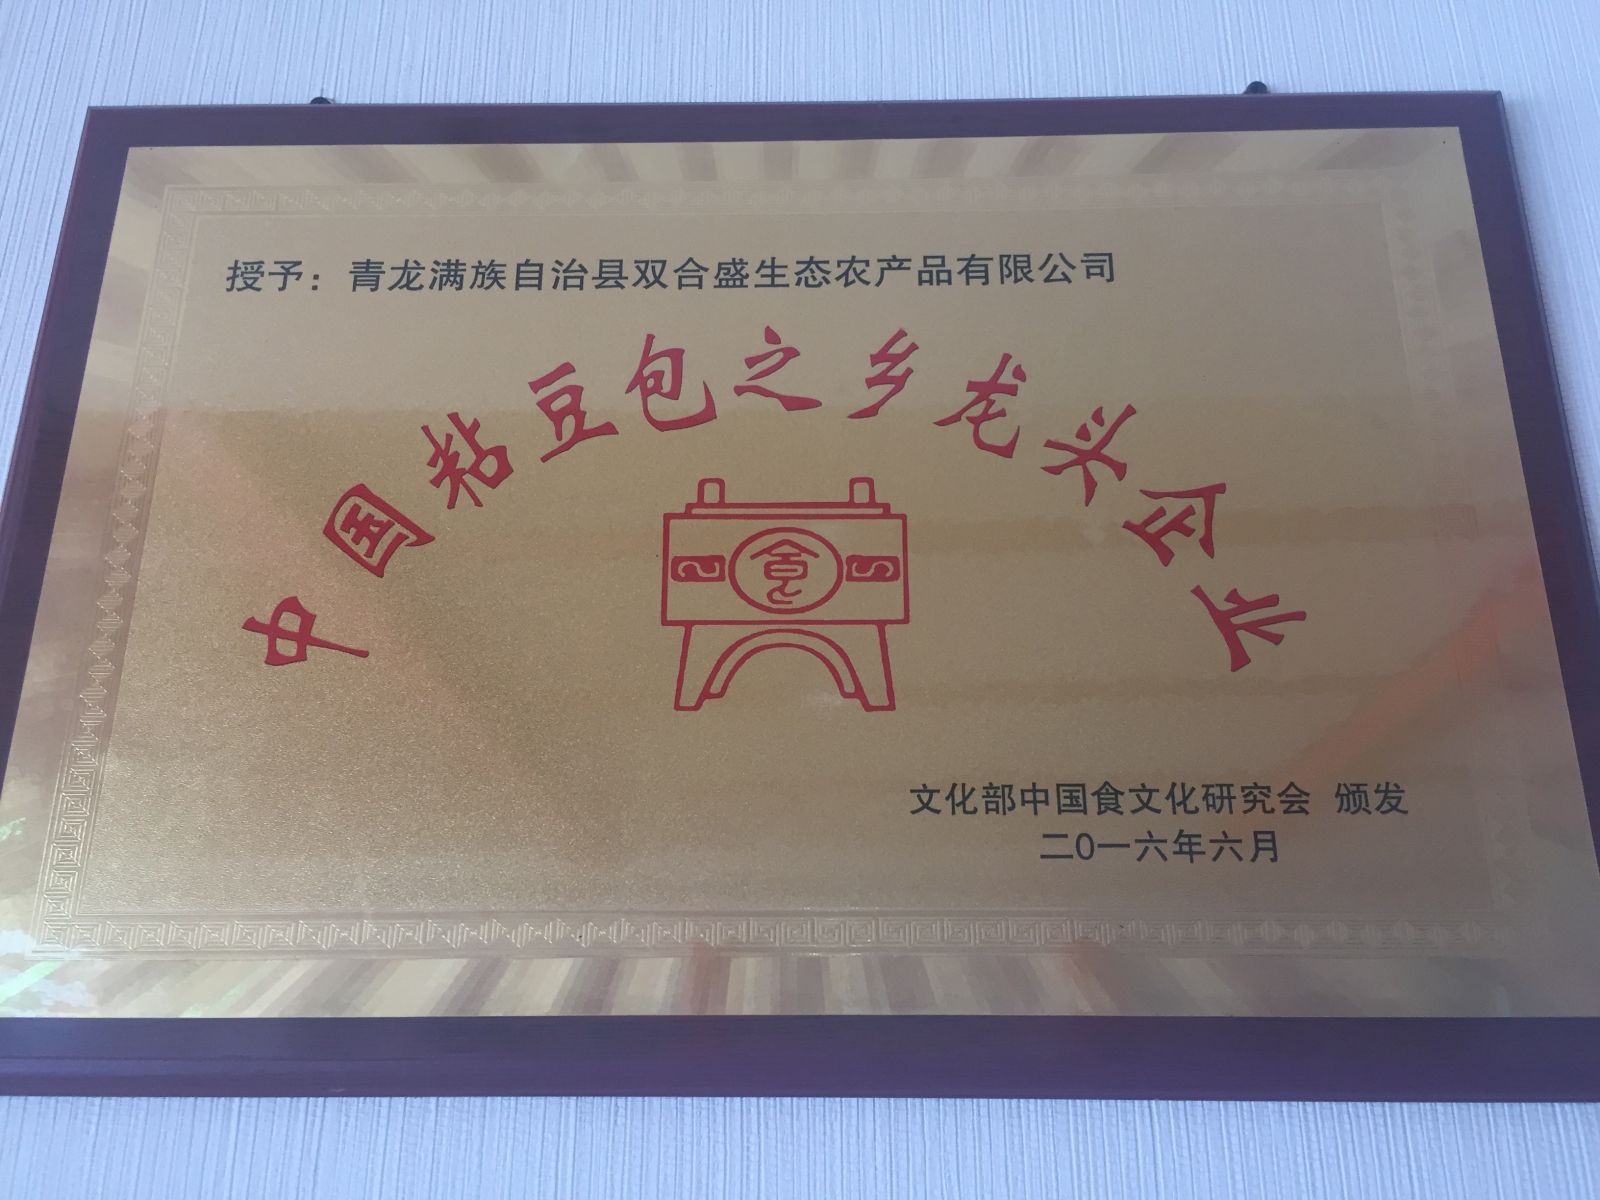 授予：青龙满族自治县双合盛生态农产品有限公司
中国粘豆包之乡龙头企业
食
文化部中国食文化研究会 颁发
二0一六年六月